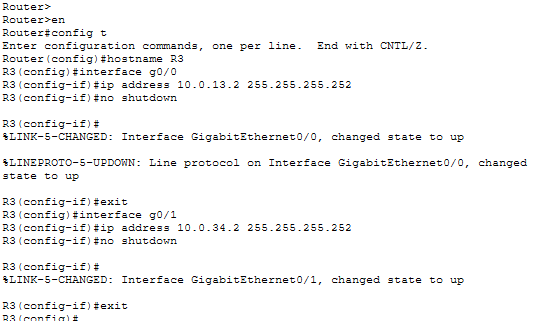 Router>
Router>en
Router#config t
Enter configuration commands, one per line.  End with CNTL/Z.
Router(config)#hostname R3
R3(config)#interface g0/0
R3(config-if)#ip address 10.0.13.2 255.255.255.252
R3(config-if)#no shutdown
R3(config-if)#
%LINK-5-CHANGED: Interface GigabitEthernet0/0, changed state to up
%LINEPROTO-5-UPDOWN: Line protocol on Interface GigabitEthernet0/0, changed
state to up
R3(config-if)#exit
R3(config)#interface g0/1
R3(config-if)#ip address 10.0.34.2 255.255.255.252
R3(config-if)#no shutdown
R3(config-if)#
%LINK-5-CHANGED: Interface GigabitEthernet0/1, changed state to up
R3(config-if)#exit
R3(config)#